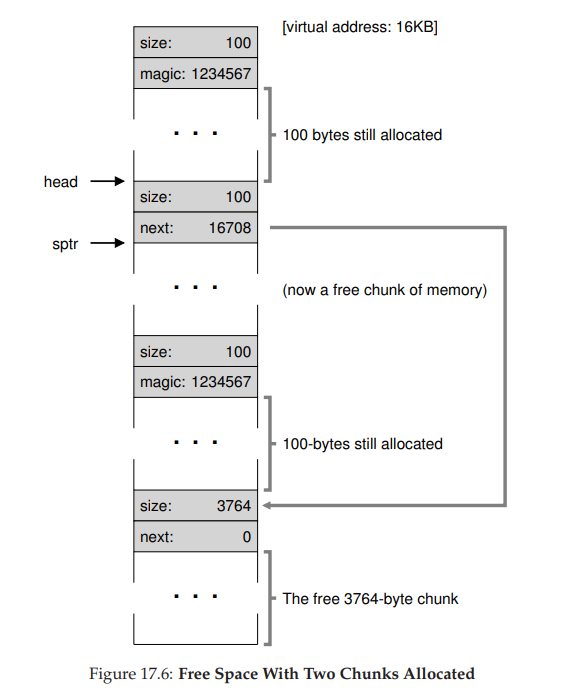 [virtual address: 16KB]
size: 100
magic: 1234567
. . .
100 bytes still allocated
head
size: 100
next: 16708
sptr
. . .
(now a free chunk of memory)
size: 100
magic: 1234567
. . .
100-bytes still allocated
size: 3764
next: 0
. . .
The free 3764-byte chunk
Figure 17.6: Free Space With Two Chunks Allocated